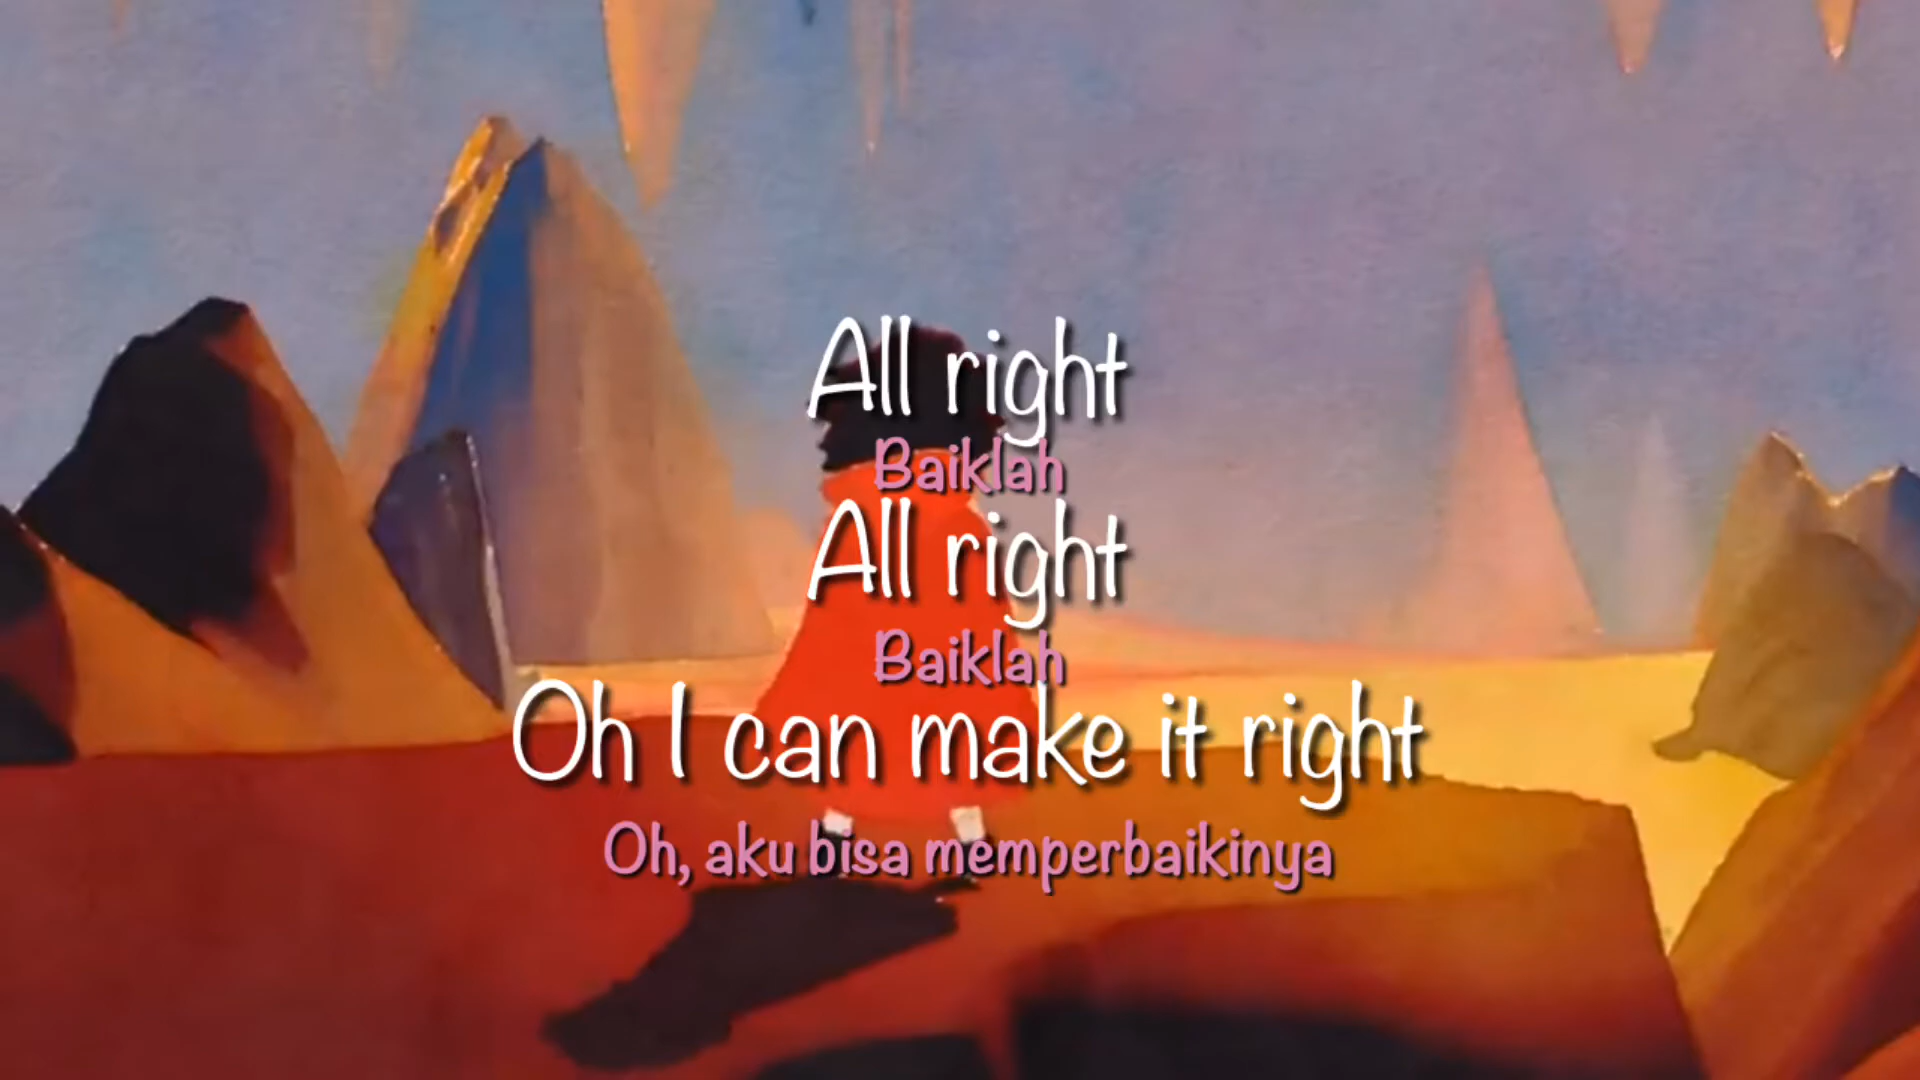 All right
Baiklah
All right
Baiklah
Oh I can make it right
Oh, aku bisa memperbaikinya